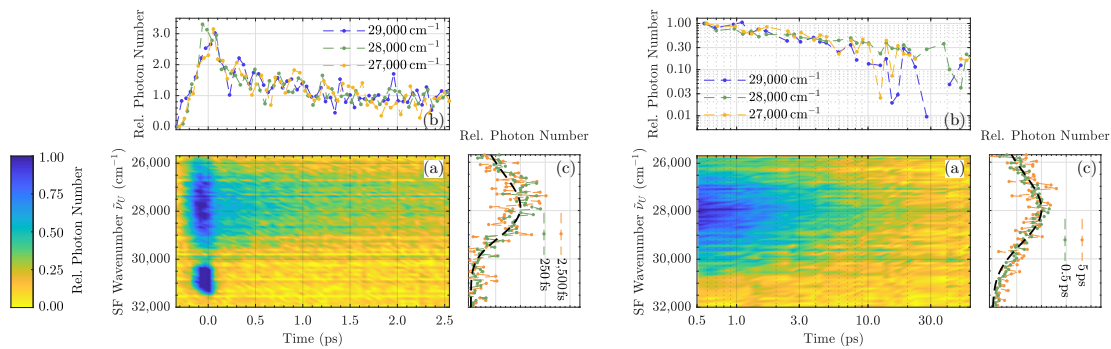 Rel. Photon Number
3.0
2.0
1.0
0.0
29,000 cm⁻¹
28,000 cm⁻¹
27,000 cm⁻¹
(b)
Rel. Photon Number
1.00
0.30
0.10
0.03
0.01
29,000 cm⁻¹
28,000 cm⁻¹
27,000 cm⁻¹
(b)
Rel. Photon Number
1.00
0.75
0.50
0.25
0.00
SF Wavenumber ν̃_U (cm⁻¹)
26,000
28,000
30,000
32,000
(a)
0.0
0.5
1.0
1.5
2.0
2.5
Time (ps)
Rel. Photon Number
(c)
2,500 fs
250 fs
SF Wavenumber ν̃_U (cm⁻¹)
26,000
28,000
30,000
32,000
(a)
0.5
1.0
3.0
10.0
30.0
Time (ps)
Rel. Photon Number
(c)
5 ps
0.5 ps